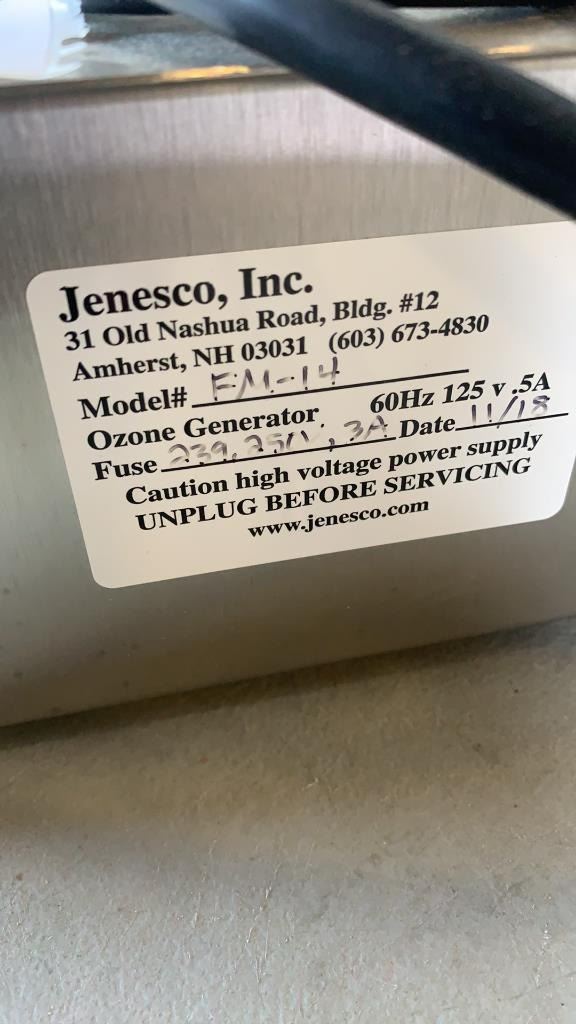 Jenesco, Inc.
31 Old Nashua Road, Bldg. #12
Amherst, NH 03031 (603) 673-4830
Model# FM-14
Ozone Generator 60Hz 125 v .5A
Fuse 239, 250V, 3A Date 11/18
Caution high voltage power supply
UNPLUG BEFORE SERVICING
www.jenesco.com